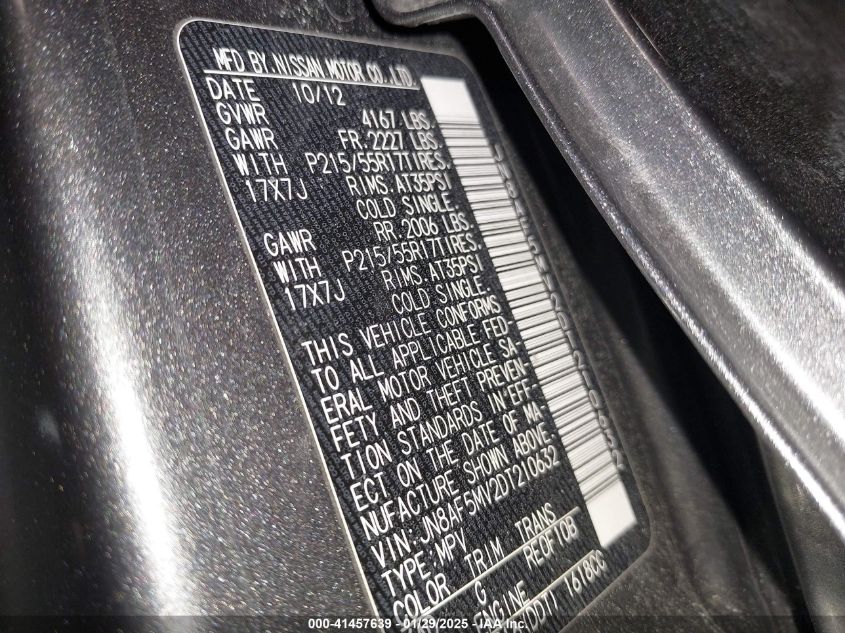 MFD BY.NISSAN MOTOR CO.,LTD.
DATE 10/12
GVWR 4167 LBS.
GAWR FR.2227 LBS.
WITH P215/55R17TIRES.
17X7J RIMS.AT35PSI
COLD SINGLE.
GAWR RR.2006 LBS.
WITH P215/55R17TIRES.
17X7J RIMS.AT35PSI
COLD SINGLE.
THIS VEHICLE CONFORMS
TO ALL APPLICABLE FED-
ERAL MOTOR VEHICLE SA-
FETY AND THEFT PREVEN-
TION STANDARDS IN EFF-
ECT ON THE DATE OF MA-
NUFACTURE SHOWN ABOVE.
VIN:JN8AF5MV2DT210632
TYPE:MPV
COLOR TRIM TRANS
G RE0F10B
ENGINE
1618CC
000-41457639 - 01/29/2025 - IAA Inc.